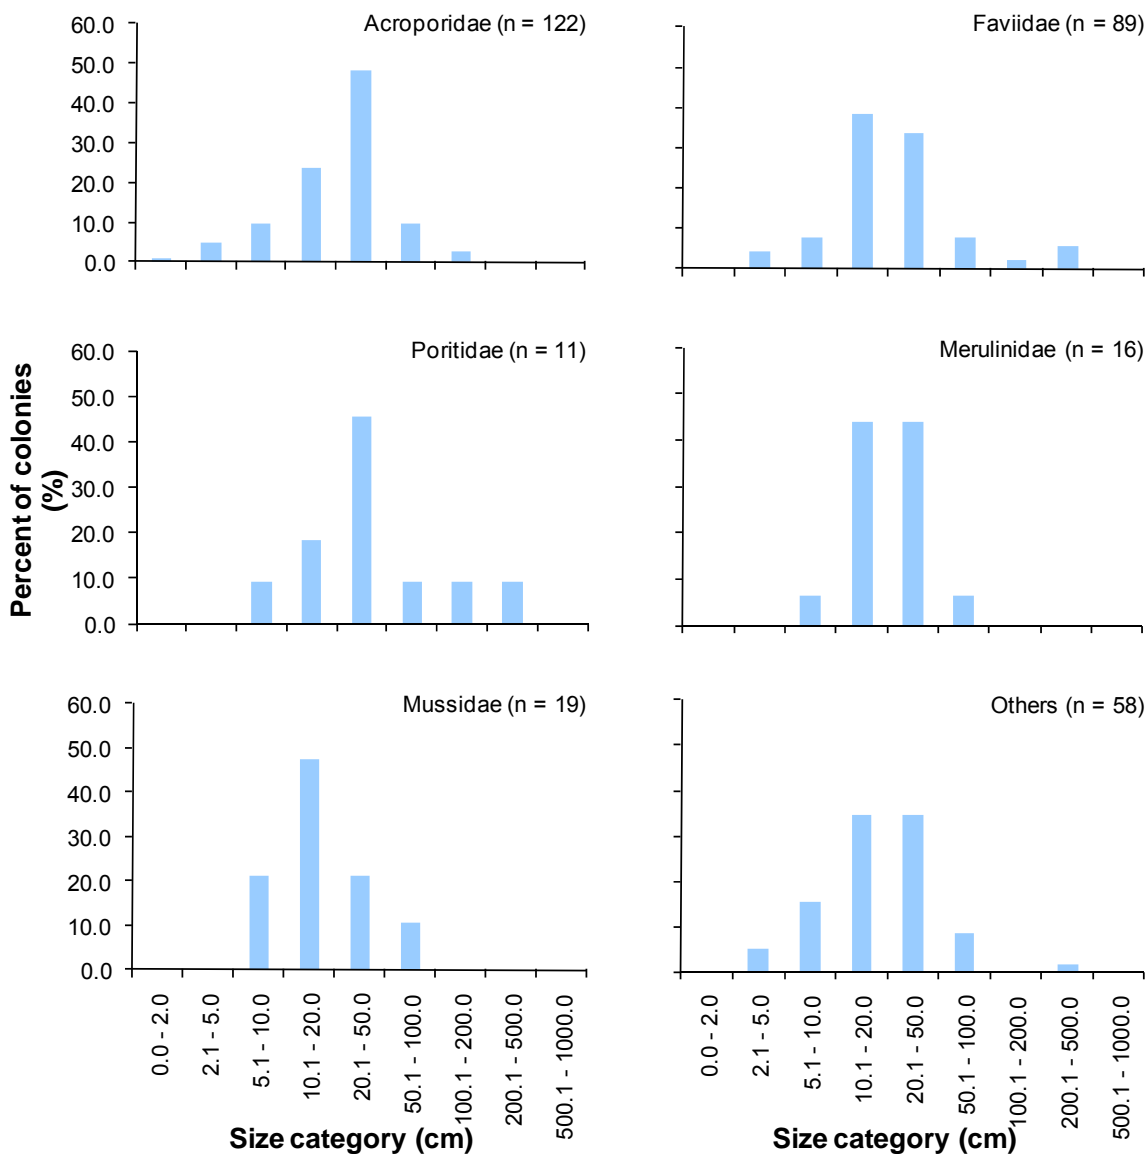 Acroporidae (n = 122)
60.0
50.0
40.0
30.0
20.0
10.0
0.0
Faviidae (n = 89)
Percent of colonies
(%)
Poritidae (n = 11)
60.0
50.0
40.0
30.0
20.0
10.0
0.0
Merulinidae (n = 16)
Mussidae (n = 19)
60.0
50.0
40.0
30.0
20.0
10.0
0.0
0.0 - 2.0
2.1 - 5.0
5.1 - 10.0
10.1 - 20.0
20.1 - 50.0
50.1 - 100.0
100.1 - 200.0
200.1 - 500.0
500.1 - 1000.0
Size category (cm)
Others (n = 58)
0.0 - 2.0
2.1 - 5.0
5.1 - 10.0
10.1 - 20.0
20.1 - 50.0
50.1 - 100.0
100.1 - 200.0
200.1 - 500.0
500.1 - 1000.0
Size category (cm)